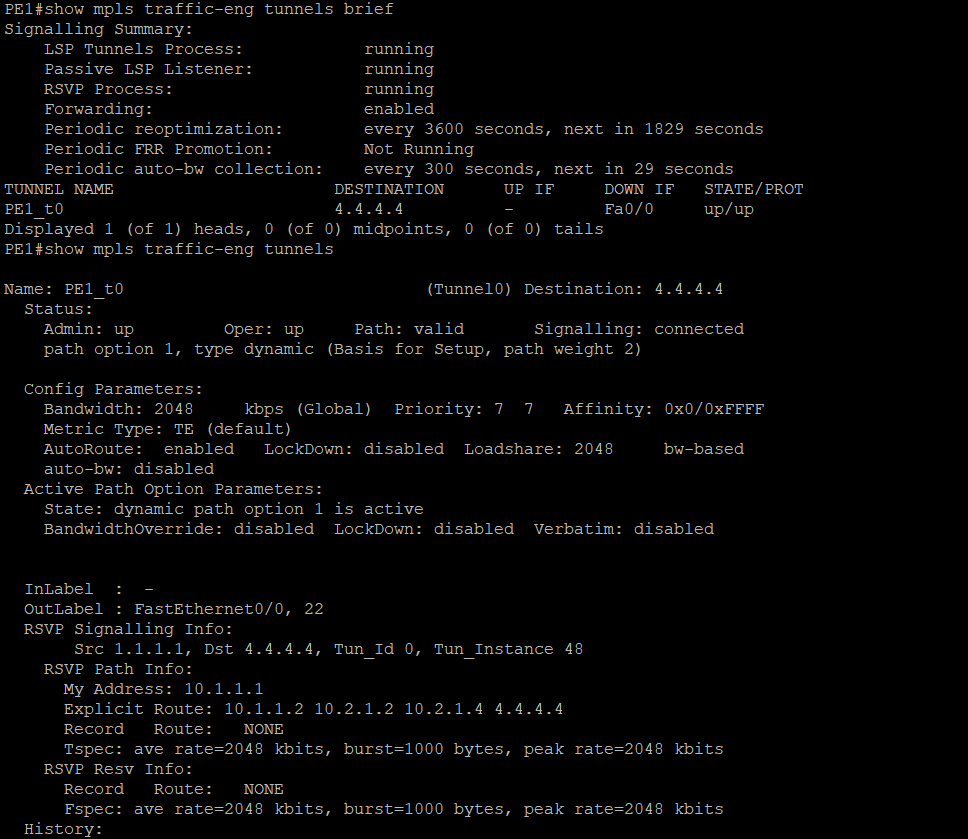 PE1#show mpls traffic-eng tunnels brief
Signalling Summary:
    LSP Tunnels Process:            running
    Passive LSP Listener:           running
    RSVP Process:                   running
    Forwarding:                     enabled
    Periodic reoptimization:        every 3600 seconds, next in 1829 seconds
    Periodic FRR Promotion:         Not Running
    Periodic auto-bw collection:    every 300 seconds, next in 29 seconds
TUNNEL NAME                      DESTINATION      UP IF     DOWN IF   STATE/PROT
PE1_t0                           4.4.4.4          -         Fa0/0     up/up
Displayed 1 (of 1) heads, 0 (of 0) midpoints, 0 (of 0) tails
PE1#show mpls traffic-eng tunnels

Name: PE1_t0                              (Tunnel0) Destination: 4.4.4.4
  Status:
    Admin: up         Oper: up     Path: valid       Signalling: connected
    path option 1, type dynamic (Basis for Setup, path weight 2)

  Config Parameters:
    Bandwidth: 2048     kbps (Global)  Priority: 7  7   Affinity: 0x0/0xFFFF
    Metric Type: TE (default)
    AutoRoute:  enabled   LockDown: disabled  Loadshare: 2048     bw-based
    auto-bw: disabled
  Active Path Option Parameters:
    State: dynamic path option 1 is active
    BandwidthOverride: disabled  LockDown: disabled  Verbatim: disabled


  InLabel  :  -
  OutLabel : FastEthernet0/0, 22
  RSVP Signalling Info:
       Src 1.1.1.1, Dst 4.4.4.4, Tun_Id 0, Tun_Instance 48
    RSVP Path Info:
      My Address: 10.1.1.1
      Explicit Route: 10.1.1.2 10.2.1.2 10.2.1.4 4.4.4.4
      Record   Route:   NONE
      Tspec: ave rate=2048 kbits, burst=1000 bytes, peak rate=2048 kbits
    RSVP Resv Info:
      Record   Route:   NONE
      Fspec: ave rate=2048 kbits, burst=1000 bytes, peak rate=2048 kbits
  History: